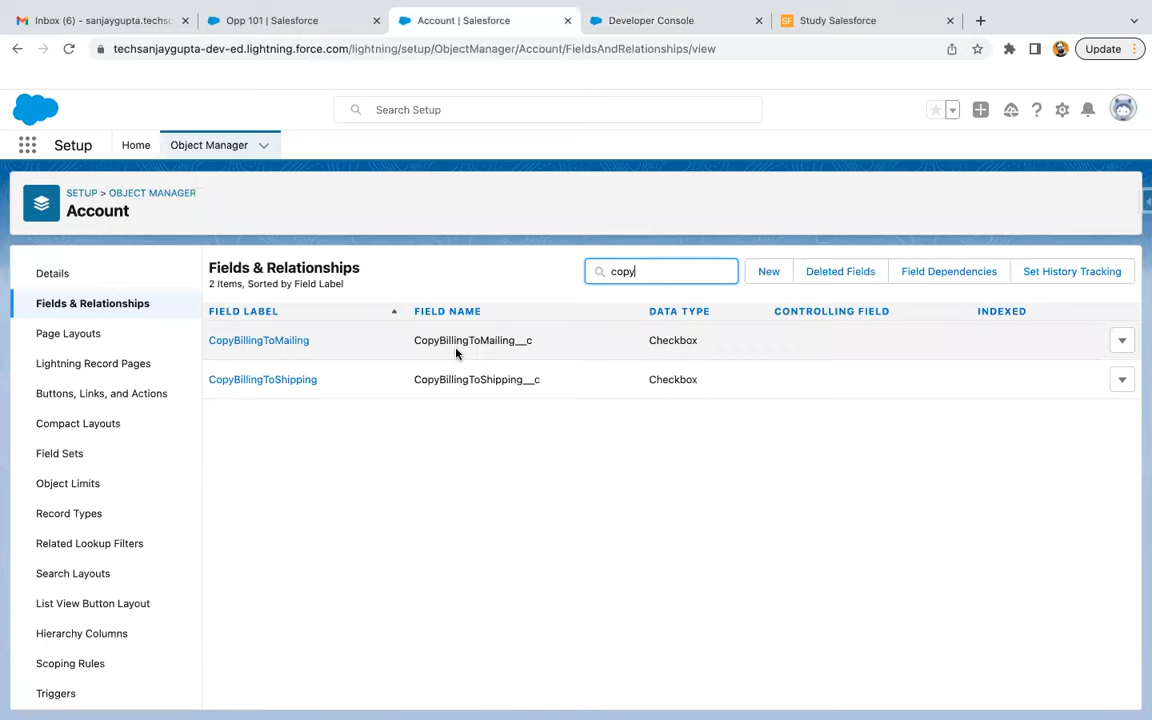 Inbox (6) - sanjaygupta.techsc
Opp 101 | Salesforce
Account | Salesforce
Developer Console
SF Study Salesforce
techsanjaygupta-dev-ed.lightning.force.com/lightning/setup/ObjectManager/Account/FieldsAndRelationships/view
Update
Search Setup
Setup
Home
Object Manager
SETUP > OBJECT MANAGER
Account
Details
Fields & Relationships
Page Layouts
Lightning Record Pages
Buttons, Links, and Actions
Compact Layouts
Field Sets
Object Limits
Record Types
Related Lookup Filters
Search Layouts
List View Button Layout
Hierarchy Columns
Scoping Rules
Triggers
Fields & Relationships
2 Items, Sorted by Field Label
copy
New
Deleted Fields
Field Dependencies
Set History Tracking
FIELD LABEL FIELD NAME DATA TYPE CONTROLLING FIELD INDEXED
CopyBillingToMailing CopyBillingToMailing__c Checkbox
CopyBillingToShipping CopyBillingToShipping__c Checkbox